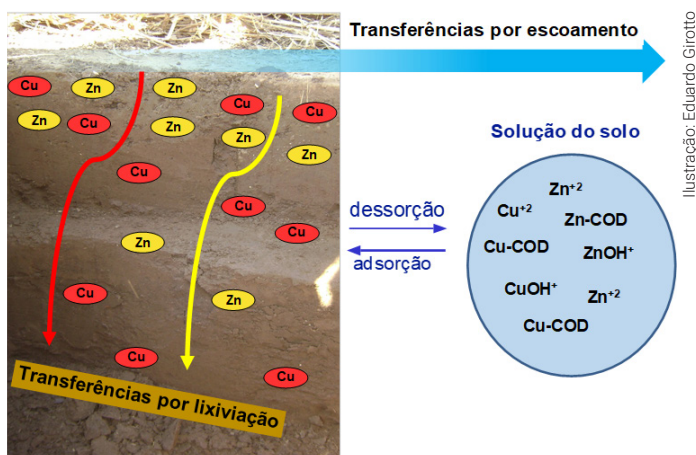 Transferências por escoamento
Ilustração: Eduardo Girotto
Cu
Zn
Zn
Cu
Cu
Zn
Cu
Zn
Zn
Zn
Cu
Cu
Cu
Zn
Cu
Zn
Cu
Cu
Transferências por lixiviação
dessorção
adsorção
Solução do solo
Zn⁺²
Cu⁺²
Zn-COD
Cu-COD
ZnOH⁺
CuOH⁺
Zn⁺²
Cu-COD